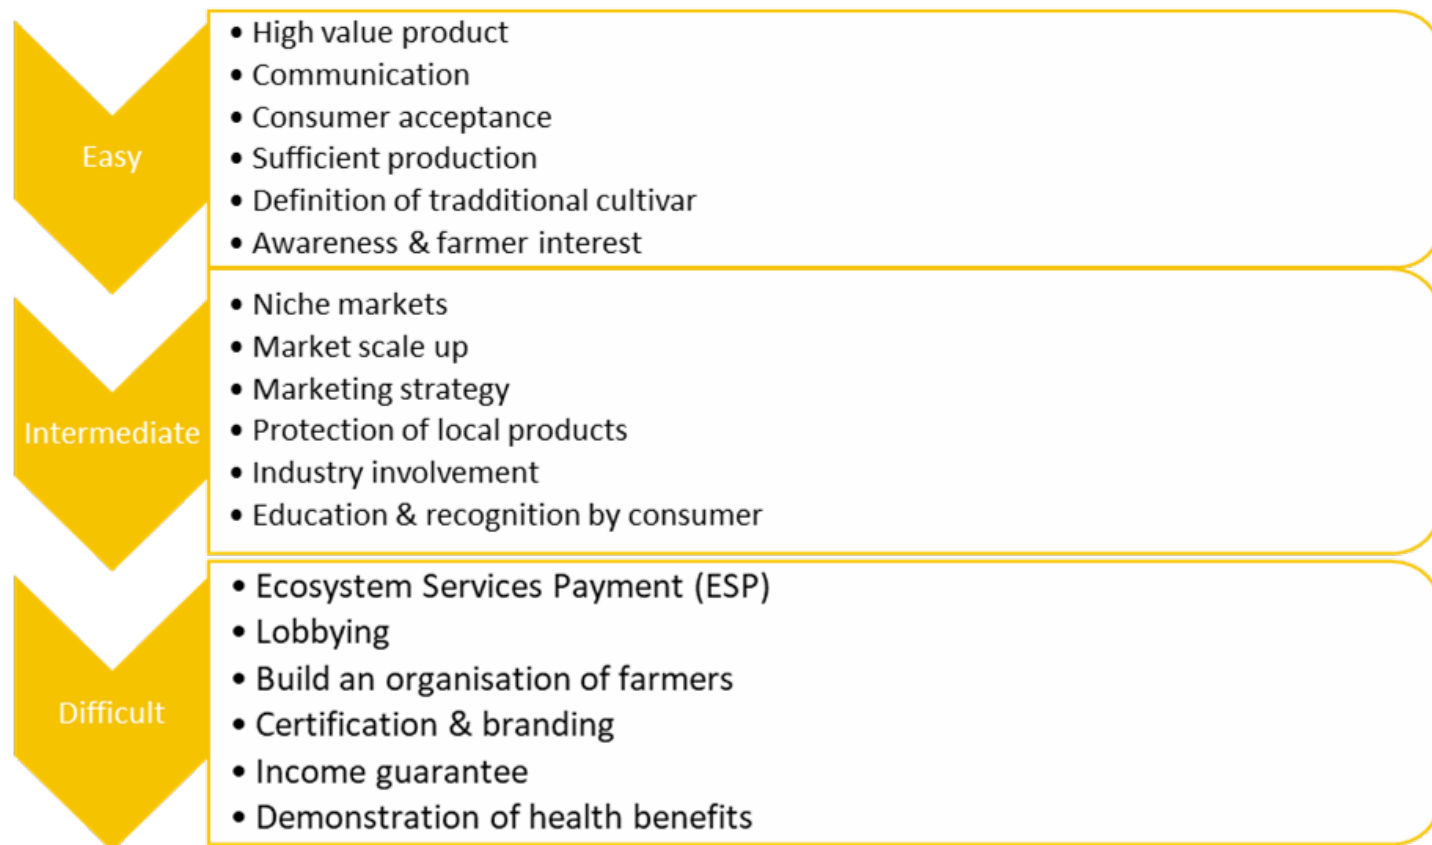 Easy
• High value product
• Communication
• Consumer acceptance
• Sufficient production
• Definition of tradditional cultivar
• Awareness & farmer interest
Intermediate
• Niche markets
• Market scale up
• Marketing strategy
• Protection of local products
• Industry involvement
• Education & recognition by consumer
Difficult
• Ecosystem Services Payment (ESP)
• Lobbying
• Build an organisation of farmers
• Certification & branding
• Income guarantee
• Demonstration of health benefits